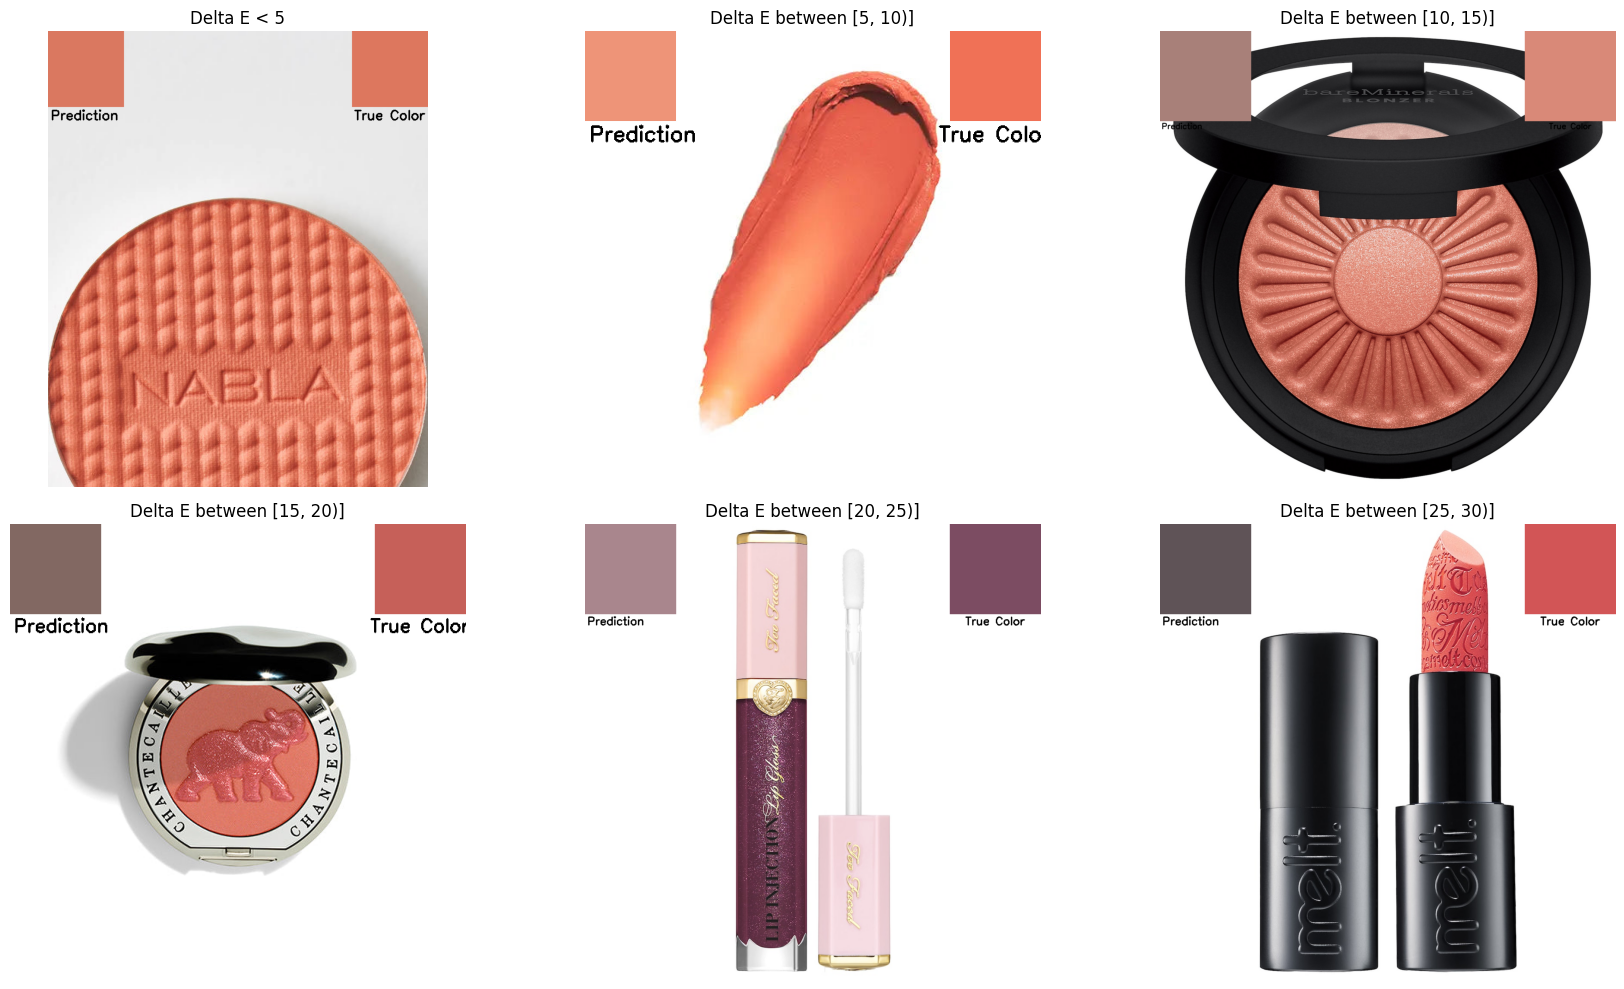 Delta E < 5
Prediction
True Color
NABLA
Delta E between [5, 10)]
Prediction
True Colo
Delta E between [10, 15)]
Prediction
True Color
bareMinerals
BLONZER
Delta E between [15, 20)]
Prediction
True Color
CHANTECAILLE
CHANTECAILLE
Delta E between [20, 25)]
Prediction
True Color
Too Faced
LIP INJECTION Lip Gloss
Too Faced
Delta E between [25, 30)]
Prediction
True Color
melt.
melt.